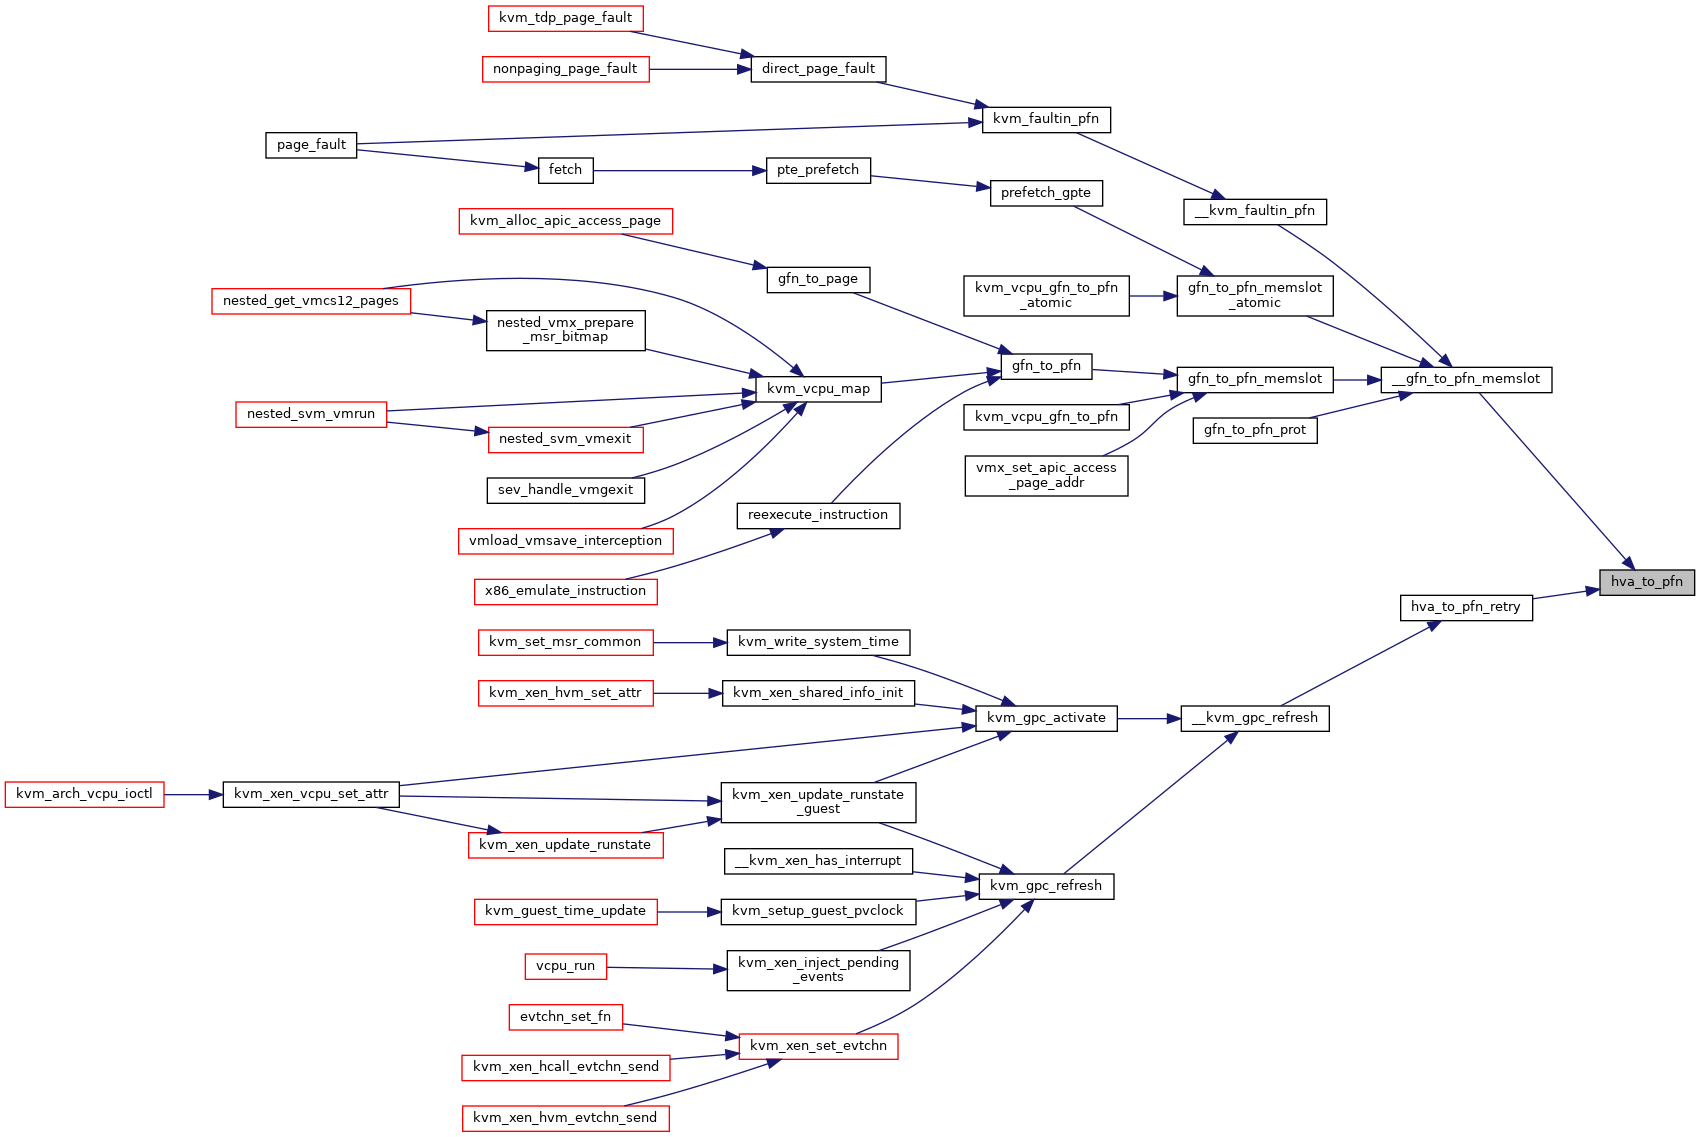 kvm_tdp_page_fault
nonpaging_page_fault
direct_page_fault
kvm_faultin_pfn
page_fault
fetch
pte_prefetch
prefetch_gpte
__kvm_faultin_pfn
kvm_alloc_apic_access_page
gfn_to_page
kvm_vcpu_gfn_to_pfn
_atomic
gfn_to_pfn_memslot
_atomic
nested_get_vmcs12_pages
nested_vmx_prepare
_msr_bitmap
gfn_to_pfn
kvm_vcpu_map
gfn_to_pfn_memslot
__gfn_to_pfn_memslot
nested_svm_vmrun
kvm_vcpu_gfn_to_pfn
gfn_to_pfn_prot
nested_svm_vmexit
vmx_set_apic_access
_page_addr
sev_handle_vmgexit
reexecute_instruction
vmload_vmsave_interception
x86_emulate_instruction
hva_to_pfn
hva_to_pfn_retry
kvm_set_msr_common
kvm_write_system_time
kvm_xen_hvm_set_attr
kvm_xen_shared_info_init
kvm_gpc_activate
__kvm_gpc_refresh
kvm_arch_vcpu_ioctl
kvm_xen_vcpu_set_attr
kvm_xen_update_runstate
_guest
kvm_xen_update_runstate
__kvm_xen_has_interrupt
kvm_gpc_refresh
kvm_guest_time_update
kvm_setup_guest_pvclock
vcpu_run
kvm_xen_inject_pending
_events
evtchn_set_fn
kvm_xen_set_evtchn
kvm_xen_hcall_evtchn_send
kvm_xen_hvm_evtchn_send